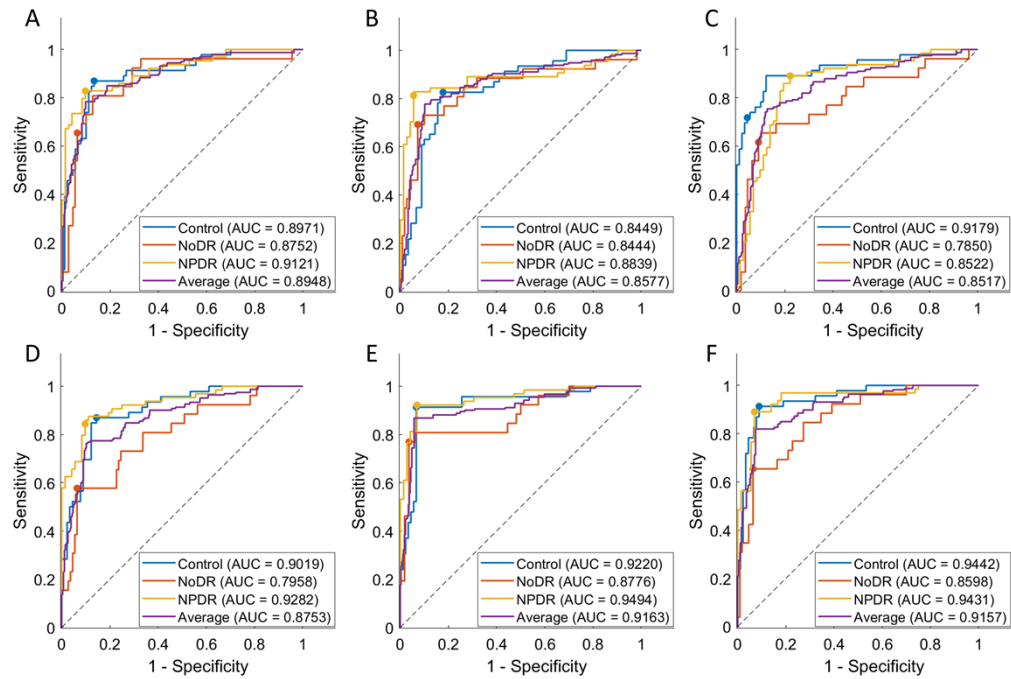 A
1
0.8
0.6
0.4
0.2
0
Sensitivity
Control (AUC = 0.8971)
NoDR (AUC = 0.8752)
NPDR (AUC = 0.9121)
Average (AUC = 0.8948)
0 0.2 0.4 0.6 0.8 1
1 - Specificity
B
1
0.8
0.6
0.4
0.2
0
Sensitivity
Control (AUC = 0.8449)
NoDR (AUC = 0.8444)
NPDR (AUC = 0.8839)
Average (AUC = 0.8577)
0 0.2 0.4 0.6 0.8 1
1 - Specificity
C
1
0.8
0.6
0.4
0.2
0
Sensitivity
Control (AUC = 0.9179)
NoDR (AUC = 0.7850)
NPDR (AUC = 0.8522)
Average (AUC = 0.8517)
0 0.2 0.4 0.6 0.8 1
1 - Specificity
D
1
0.8
0.6
0.4
0.2
0
Sensitivity
Control (AUC = 0.9019)
NoDR (AUC = 0.7958)
NPDR (AUC = 0.9282)
Average (AUC = 0.8753)
0 0.2 0.4 0.6 0.8 1
1 - Specificity
E
1
0.8
0.6
0.4
0.2
0
Sensitivity
Control (AUC = 0.9220)
NoDR (AUC = 0.8776)
NPDR (AUC = 0.9494)
Average (AUC = 0.9163)
0 0.2 0.4 0.6 0.8 1
1 - Specificity
F
1
0.8
0.6
0.4
0.2
0
Sensitivity
Control (AUC = 0.9442)
NoDR (AUC = 0.8598)
NPDR (AUC = 0.9431)
Average (AUC = 0.9157)
0 0.2 0.4 0.6 0.8 1
1 - Specificity